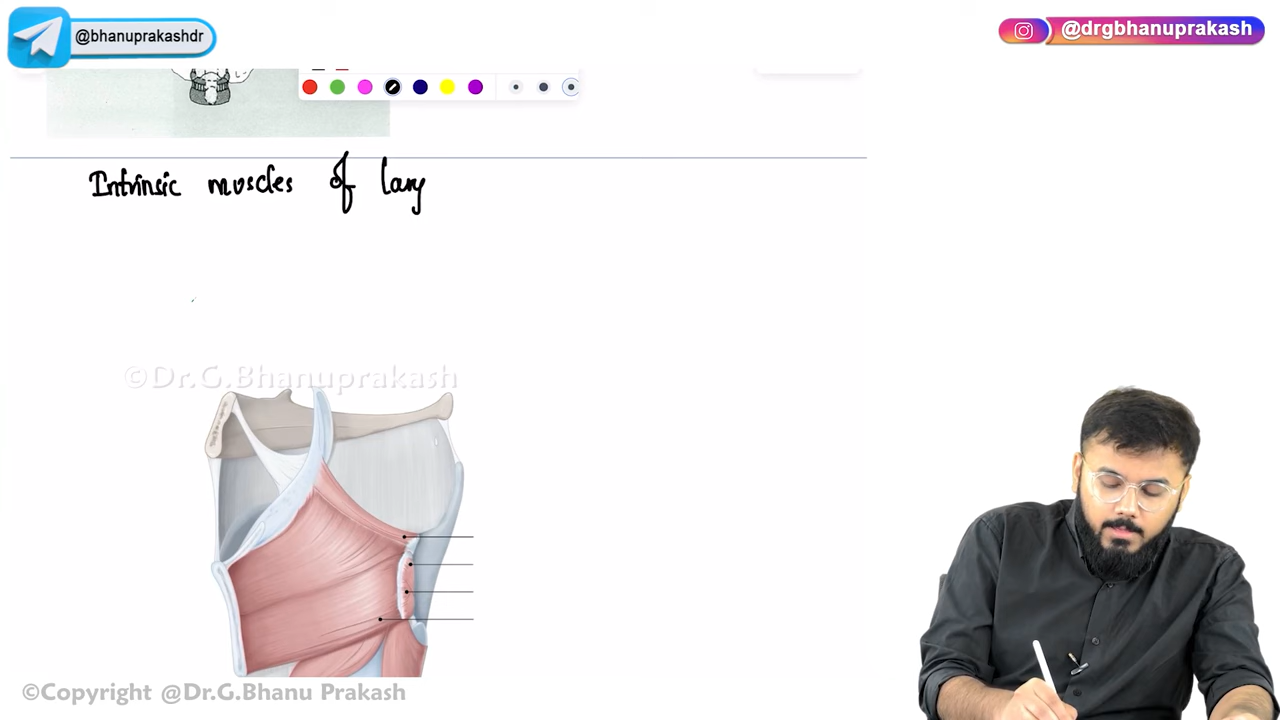 @bhanuprakashdr
@drgbhanuprakash
Intrinsic muscles of lary
©Dr.G.Bhanuprakash
©Copyright @Dr.G.Bhanu Prakash